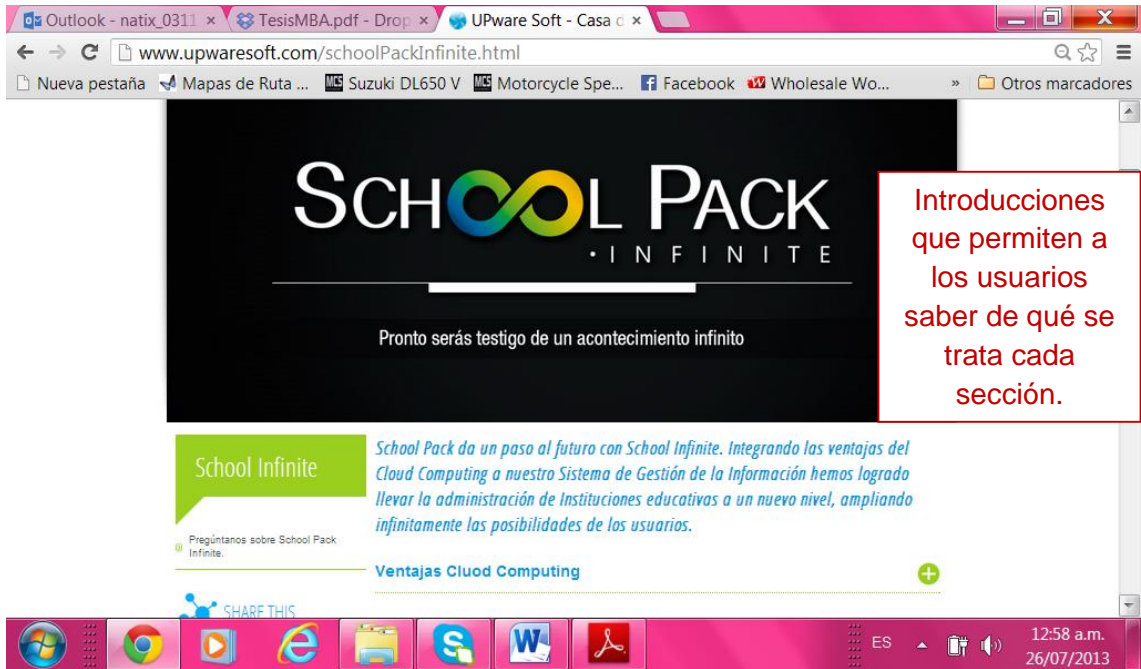 Outlook - natix_0311
TesisMBA.pdf - Drop
UPware Soft - Casa d
www.upwaresoft.com/schoolPackInfinite.html
Nueva pestaña Mapas de Ruta ... Suzuki DL650 V Motorcycle Spe... Facebook Wholesale Wo... » Otros marcadores
SCHOOL PACK
· INFINITE
Pronto serás testigo de un acontecimiento infinito
Introducciones
que permiten a
los usuarios
saber de qué se
trata cada
sección.
School Infinite
Pregúntanos sobre School Pack
Infinite.
SHARE THIS
School Pack da un paso al futuro con School Infinite. Integrando las ventajas del
Cloud Computing a nuestro Sistema de Gestión de la Información hemos logrado
llevar la administración de Instituciones educativas a un nuevo nivel, ampliando
infinitamente las posibilidades de los usuarios.
Ventajas Cluod Computing
ES
12:58 a.m.
26/07/2013